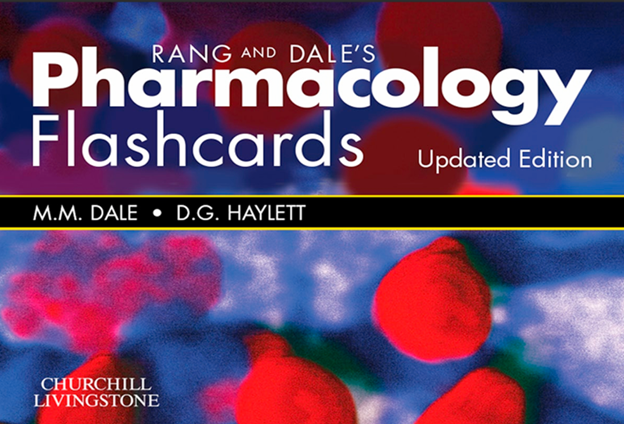 RANG AND DALE'S
Pharmacology
Flashcards
Updated Edition
M.M. DALE • D.G. HAYLETT
CHURCHILL
LIVINGSTONE